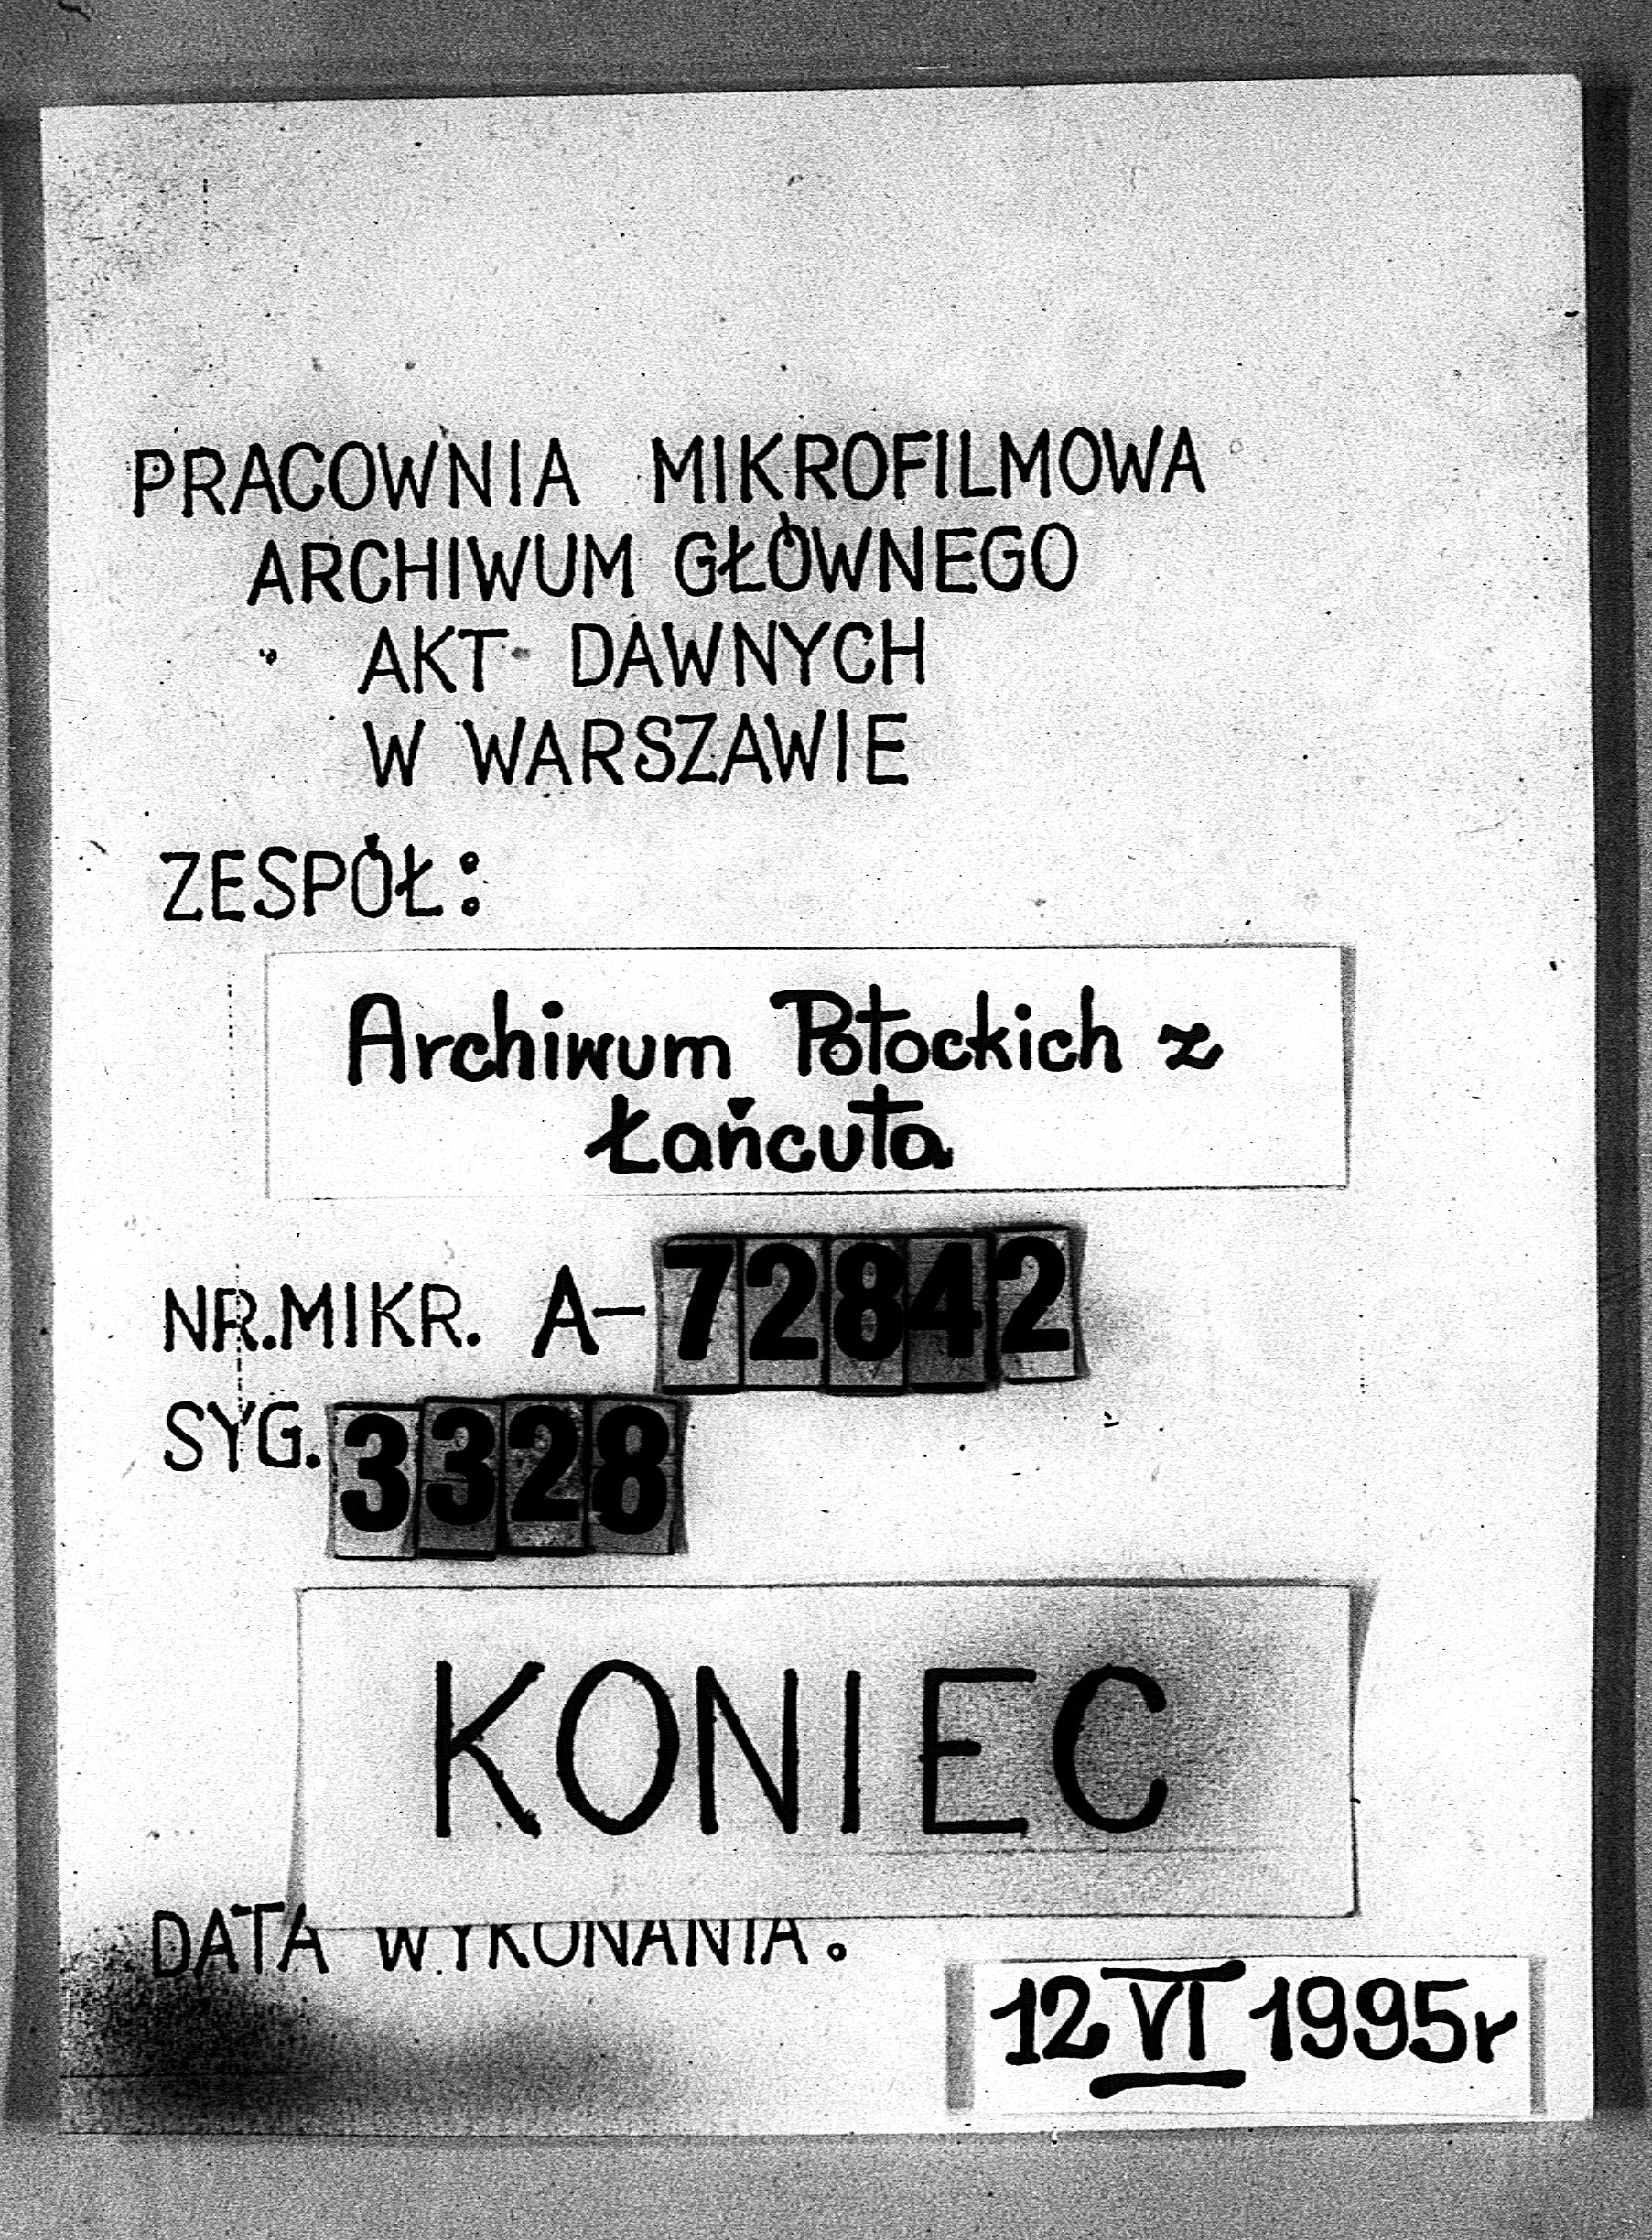 PRACOWNIA MIKROFILMOWA
ARCHIWUM GŁÓWNEGO
AKT DAWNYCH
W WARSZAWIE
ZESPÓŁ:
Archiwum Potockich z
Łańcuta
NR.MIKR. A-72842
SYG. 3328
KONIEC
DATA WYKONANIA.
12 VI 1995r